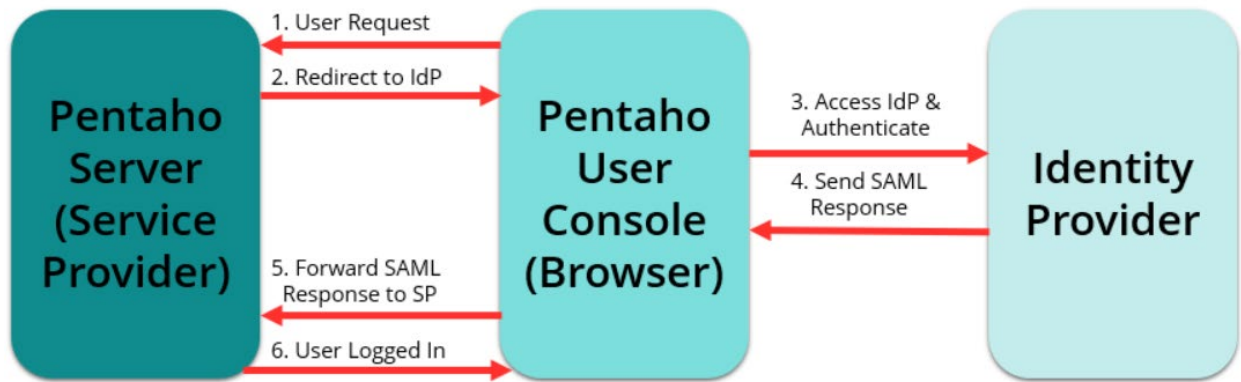 Pentaho
Server
(Service
Provider)
1. User Request
2. Redirect to IdP
5. Forward SAML
Response to SP
6. User Logged In
Pentaho
User
Console
(Browser)
3. Access IdP &
Authenticate
4. Send SAML
Response
Identity
Provider